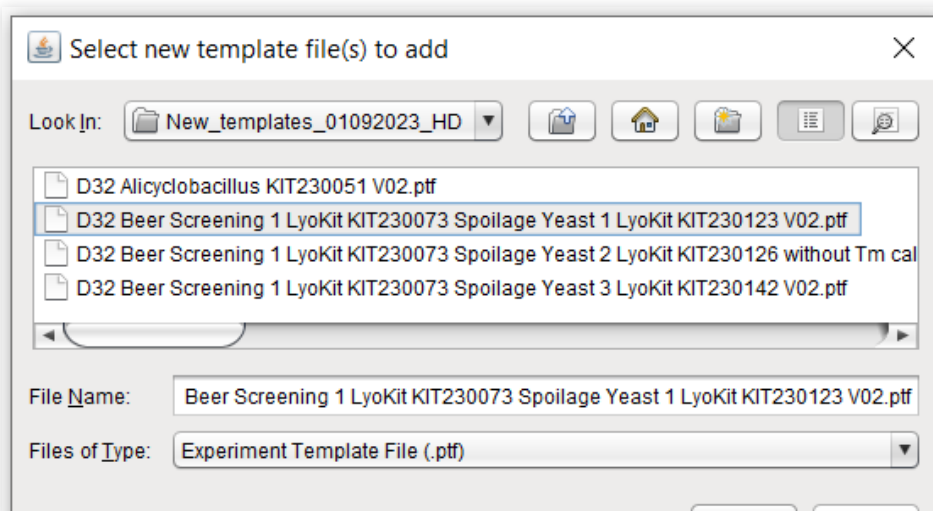 Select new template file(s) to add
Look In: New_templates_01092023_HD
D32 Alicyclobacillus KIT230051 V02.ptf
D32 Beer Screening 1 LyoKit KIT230073 Spoilage Yeast 1 LyoKit KIT230123 V02.ptf
D32 Beer Screening 1 LyoKit KIT230073 Spoilage Yeast 2 LyoKit KIT230126 without Tm cal
D32 Beer Screening 1 LyoKit KIT230073 Spoilage Yeast 3 LyoKit KIT230142 V02.ptf
File Name: Beer Screening 1 LyoKit KIT230073 Spoilage Yeast 1 LyoKit KIT230123 V02.ptf
Files of Type: Experiment Template File (.ptf)